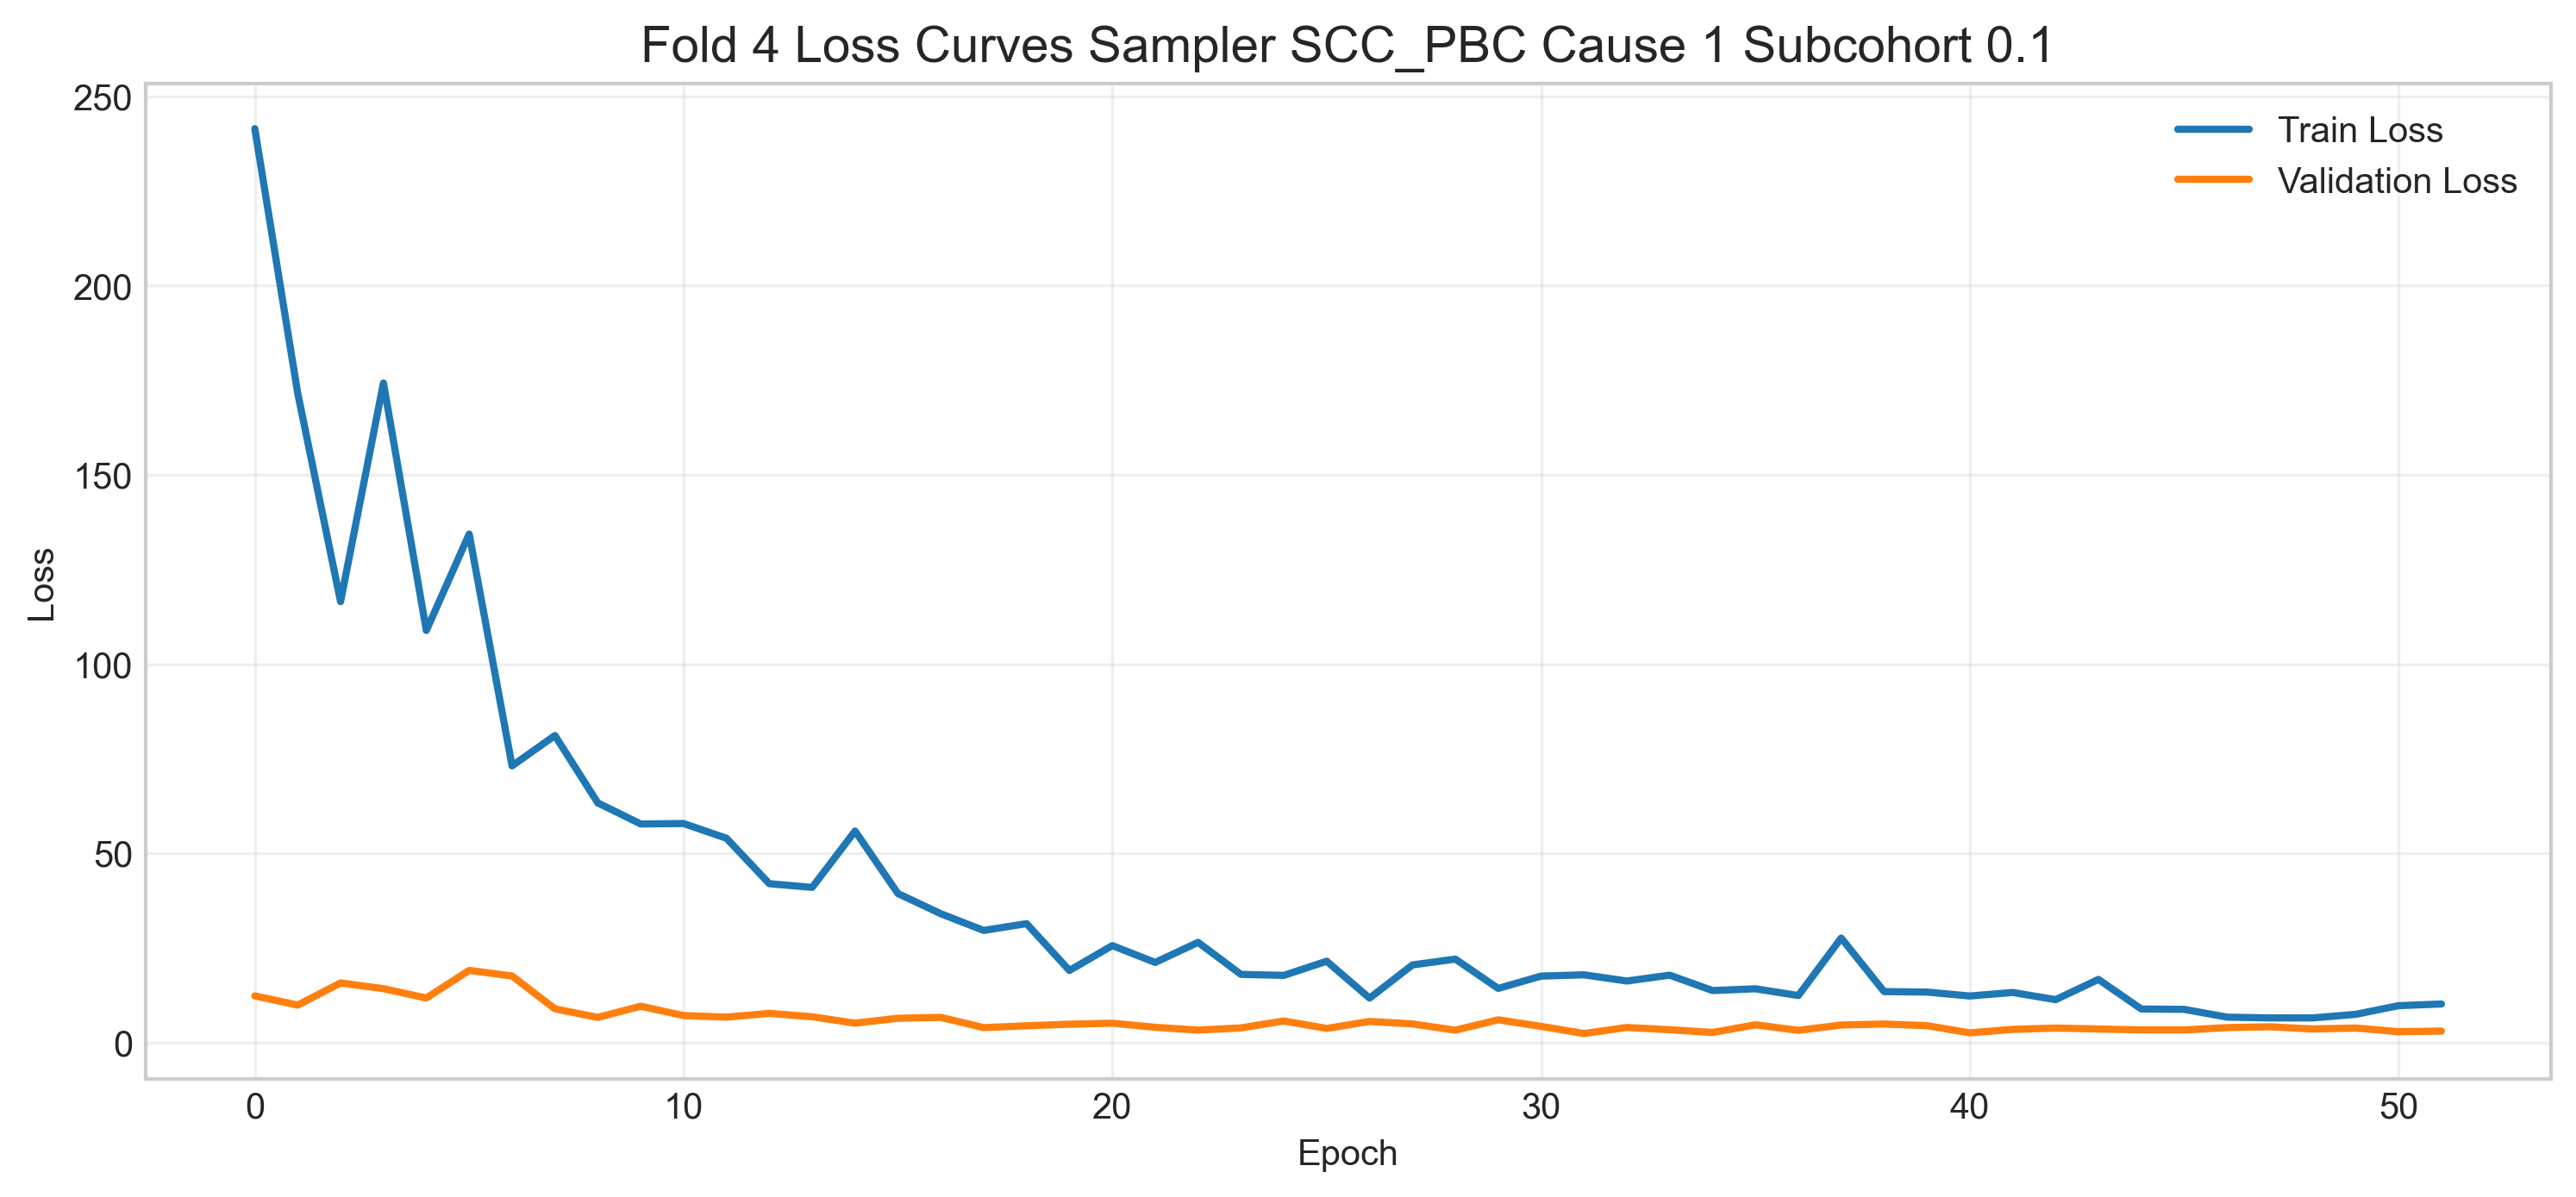 Fold 4 Loss Curves Sampler SCC_PBC Cause 1 Subcohort 0.1
250
200
150
100
50
0
Loss
Train Loss
Validation Loss
0 10 20 30 40 50
Epoch